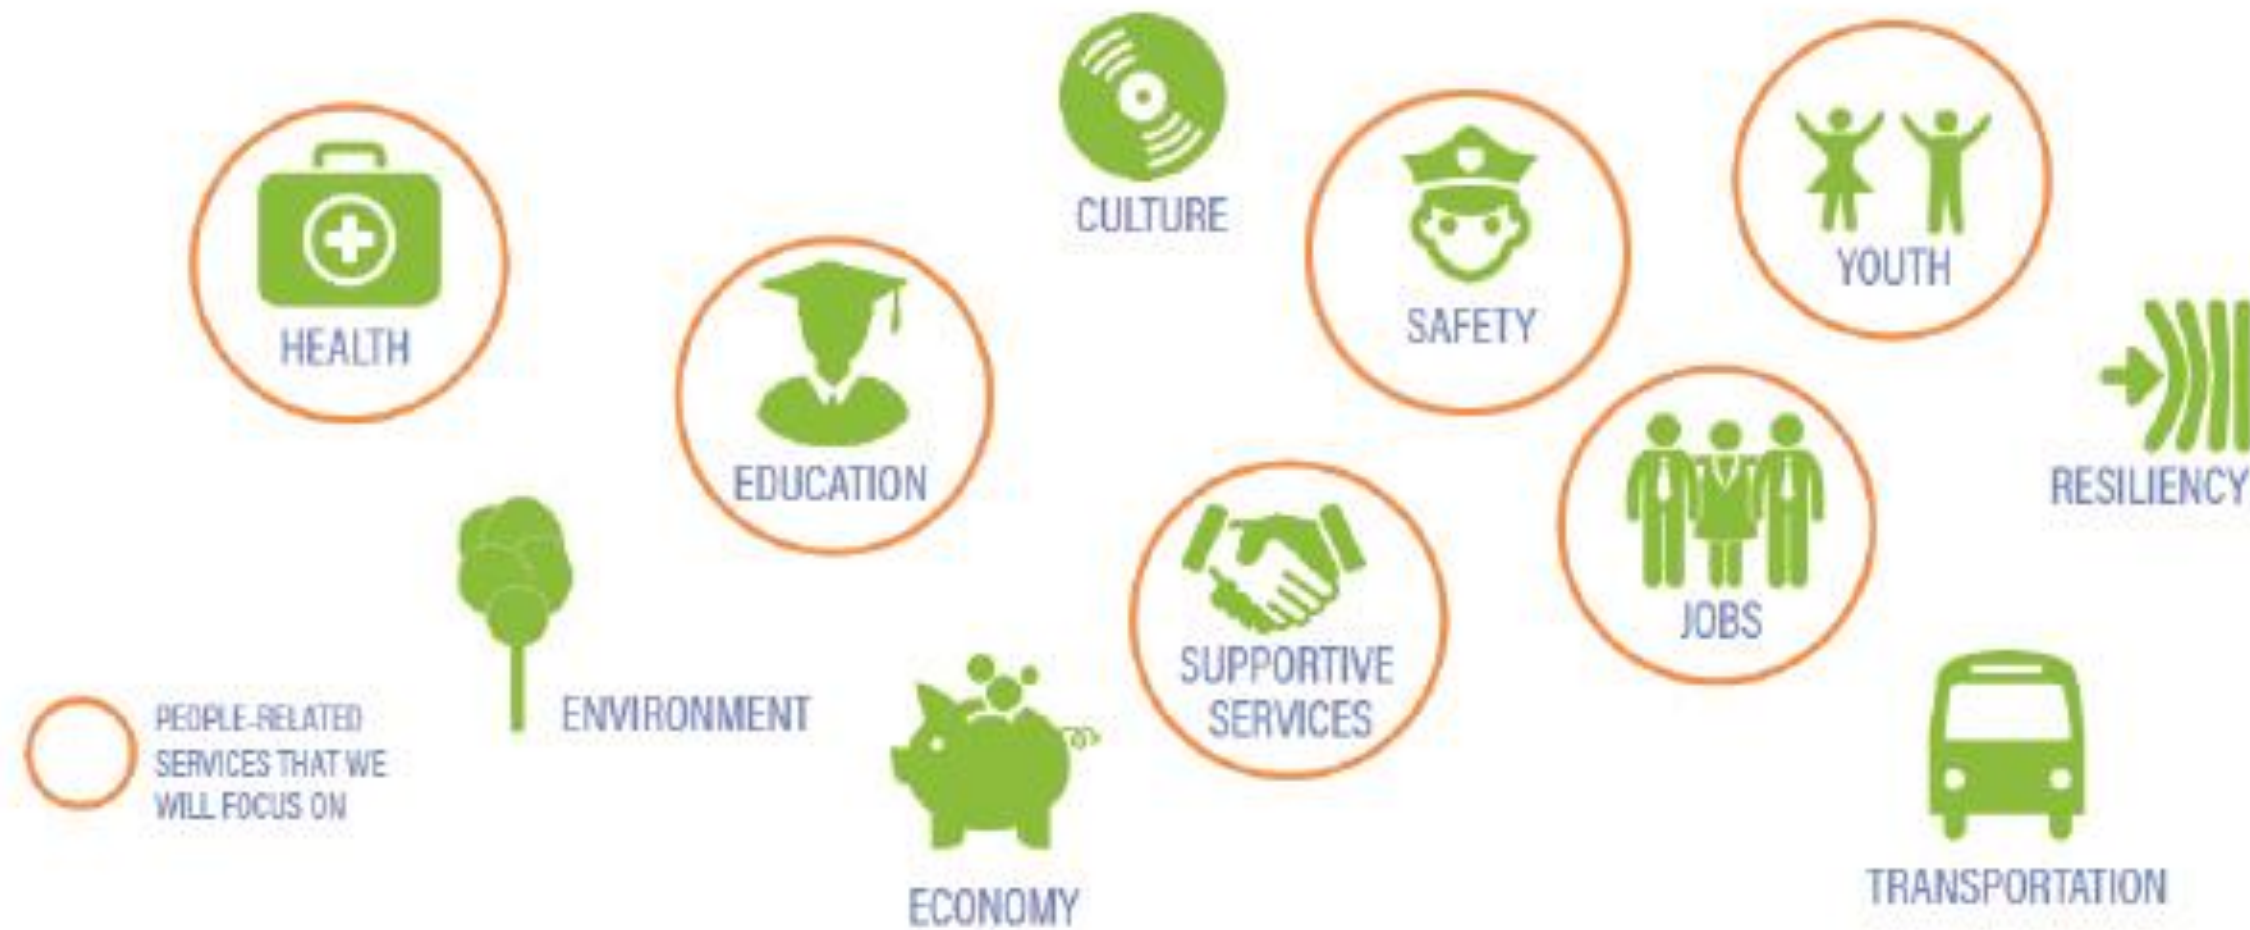 CULTURE
HEALTH
EDUCATION
SAFETY
YOUTH
RESILIENCY
ENVIRONMENT
SUPPORTIVE
SERVICES
JOBS
ECONOMY
TRANSPORTATION
PEOPLE-RELATED
SERVICES THAT WE
WILL FOCUS ON